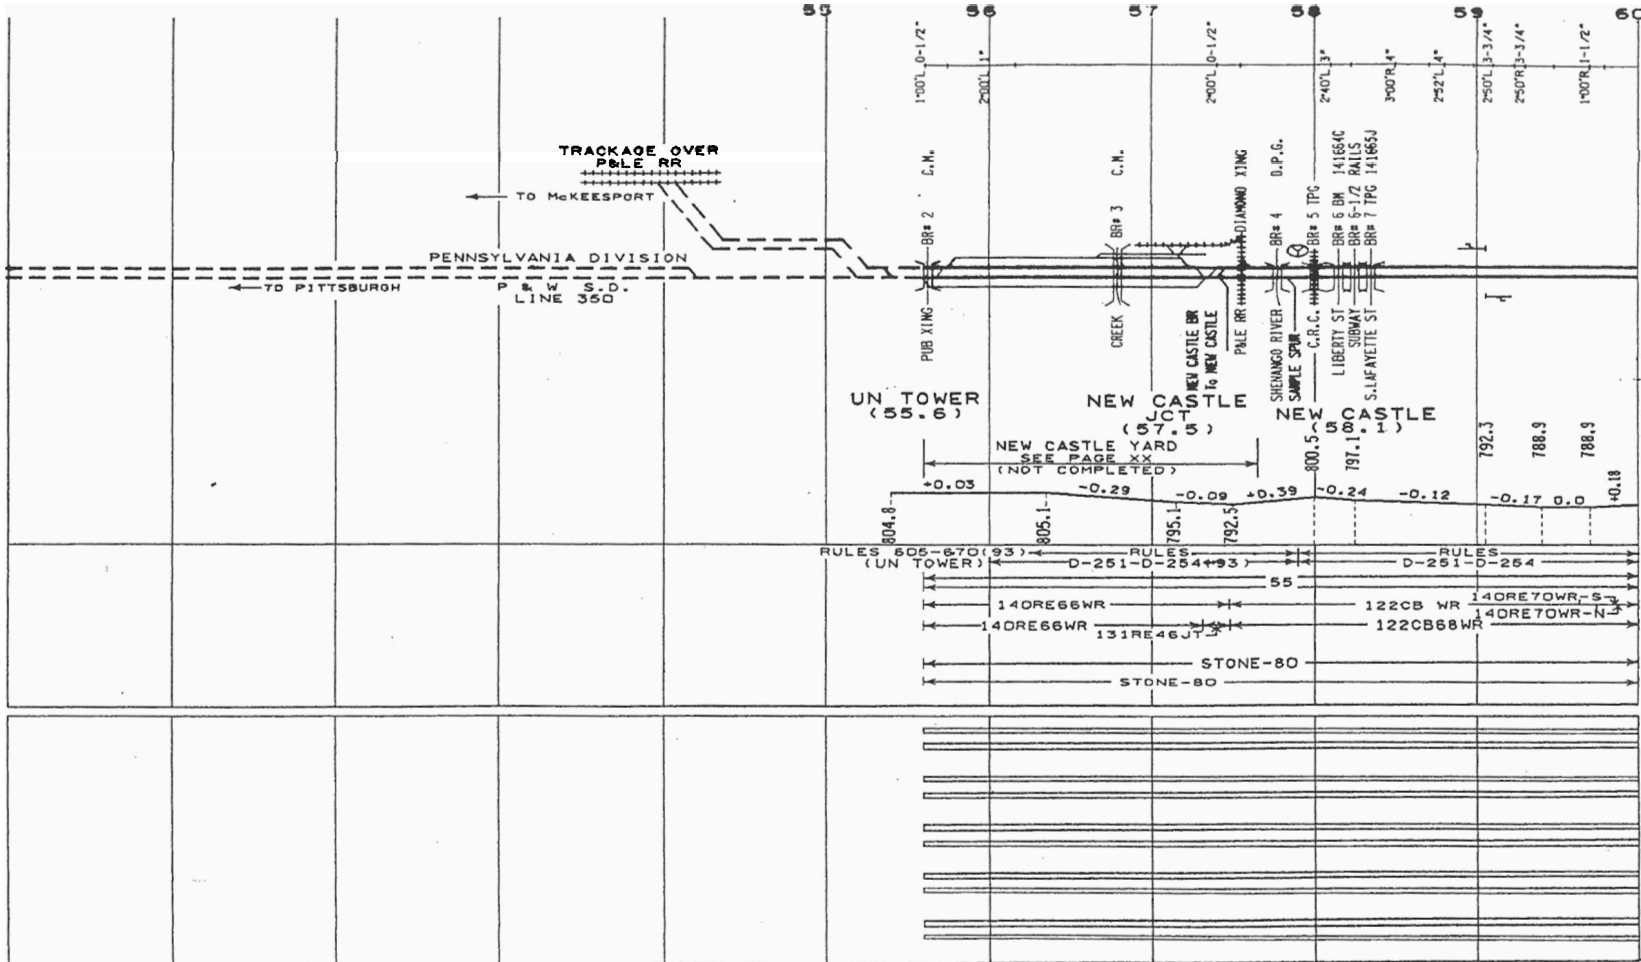 55 56 57 58 59 60
1°00'L 0-1/2"
2°00'L 1"
2°00'L 0-1/2"
2°40'L 3"
3°00'R 4"
2°52'L 4"
2°50'L 3-3/4"
2°50'R 3-3/4"
1°00'R 1-1/2"
TRACKAGE OVER
P&LE RR
TO McKEESPORT
PENNSYLVANIA DIVISION
TO PITTSBURGH
P & W S.D.
LINE 350
BR# 2 C.M.
BR# 3 C.M.
DIAMOND XING
BR# 4 D.P.G.
BR# 5 TPG
BR# 6 BM 141664C
BR# 6-1/2 RAILS
BR# 7 TPG 141665J
PUB XING
CREEK
NEW CASTLE BR
To NEW CASTLE
P&LE RR
SHENANGO RIVER
SAMPLE SPUR
C.R.C.
LIBERTY ST
SUBWAY
S.LAFAYETTE ST
UN TOWER
(55.6)
NEW CASTLE
JCT
(57.5)
NEW CASTLE
(58.1)
NEW CASTLE YARD
SEE PAGE XX
(NOT COMPLETED)
800.5
797.1
792.3
788.9
788.9
+0.03 -0.29 -0.09 +0.39 -0.24 -0.12 -0.17 0.0 +0.18
804.8
805.1
795.1
792.5
RULES 605-670(93) RULES RULES
(UN TOWER) D-251-D-254(93) D-251-D-254
55
140RE66WR 122CB WR 140RE70WR-S
140RE70WR-N
140RE66WR 131RE46JT 122CB68WR
STONE-80
STONE-80